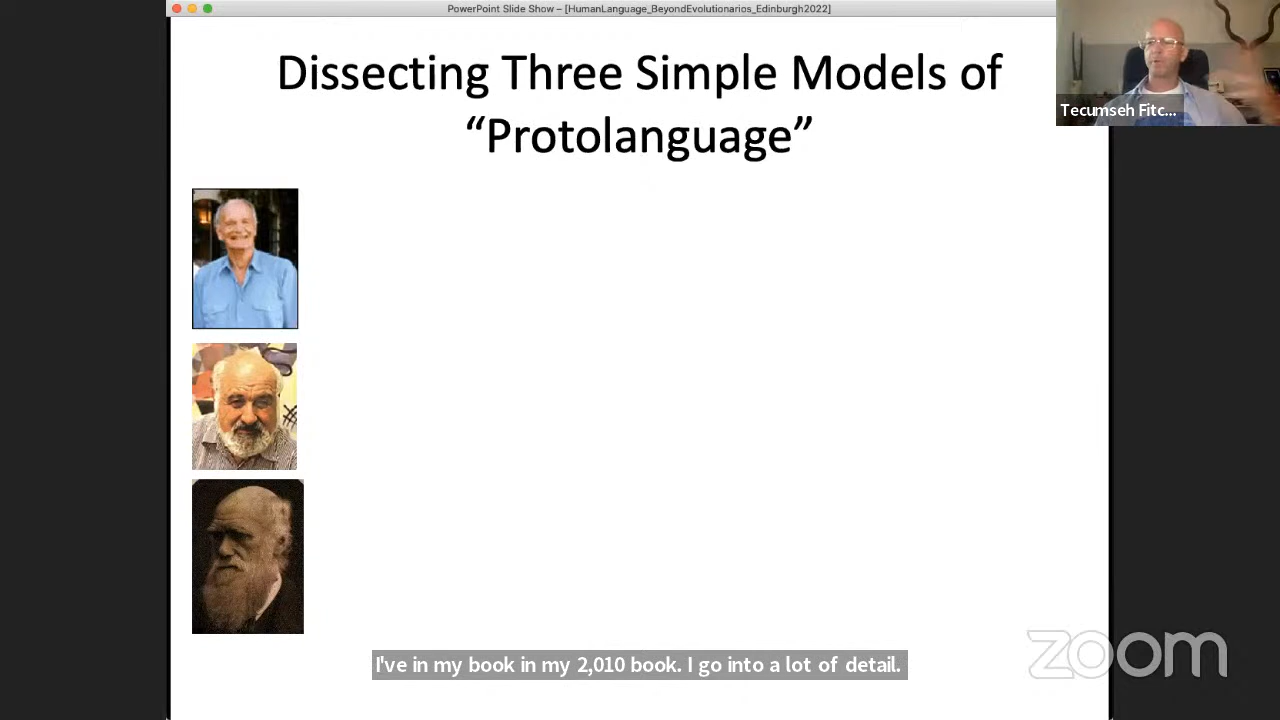 PowerPoint Slide Show – [HumanLanguage_BeyondEvolutionarios_Edinburgh2022]
Dissecting Three Simple Models of
“Protolanguage”
Tecumseh Fitc...
I've in my book in my 2,010 book. I go into a lot of detail.
zoom